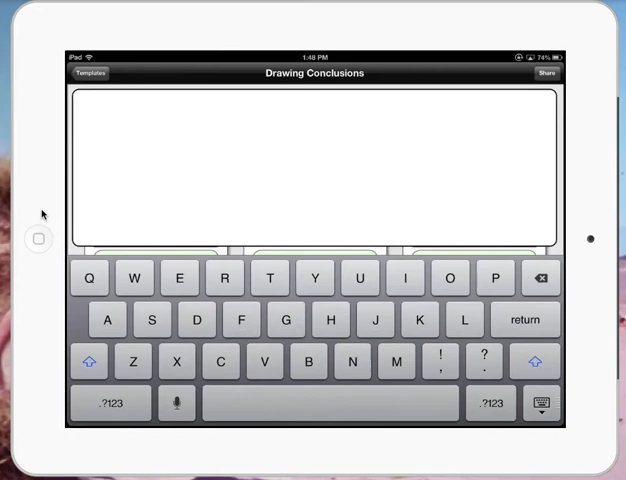 iPad 1:48 PM 74%
Templates Drawing Conclusions Share
Q W E R T Y U I O P
A S D F G H J K L return
Z X C V B N M ! , ? .
.?123 .?123